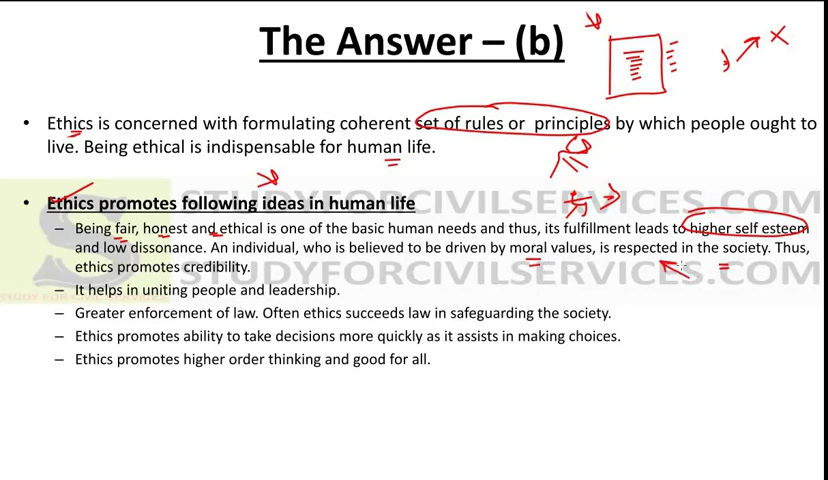 The Answer – (b)
• Ethics is concerned with formulating coherent set of rules or principles by which people ought to
live. Being ethical is indispensable for human life.
• Ethics promotes following ideas in human life
STUDYFORCIVILSERVICES.COM
– Being fair, honest and ethical is one of the basic human needs and thus, its fulfillment leads to higher self esteem
and low dissonance. An individual, who is believed to be driven by moral values, is respected in the society. Thus,
ethics promotes credibility.
STUDYFORCIVILSERVICES.COM
– It helps in uniting people and leadership.
STUDY FOR CIVIL SERVICES
– Greater enforcement of law. Often ethics succeeds law in safeguarding the society.
– Ethics promotes ability to take decisions more quickly as it assists in making choices.
– Ethics promotes higher order thinking and good for all.